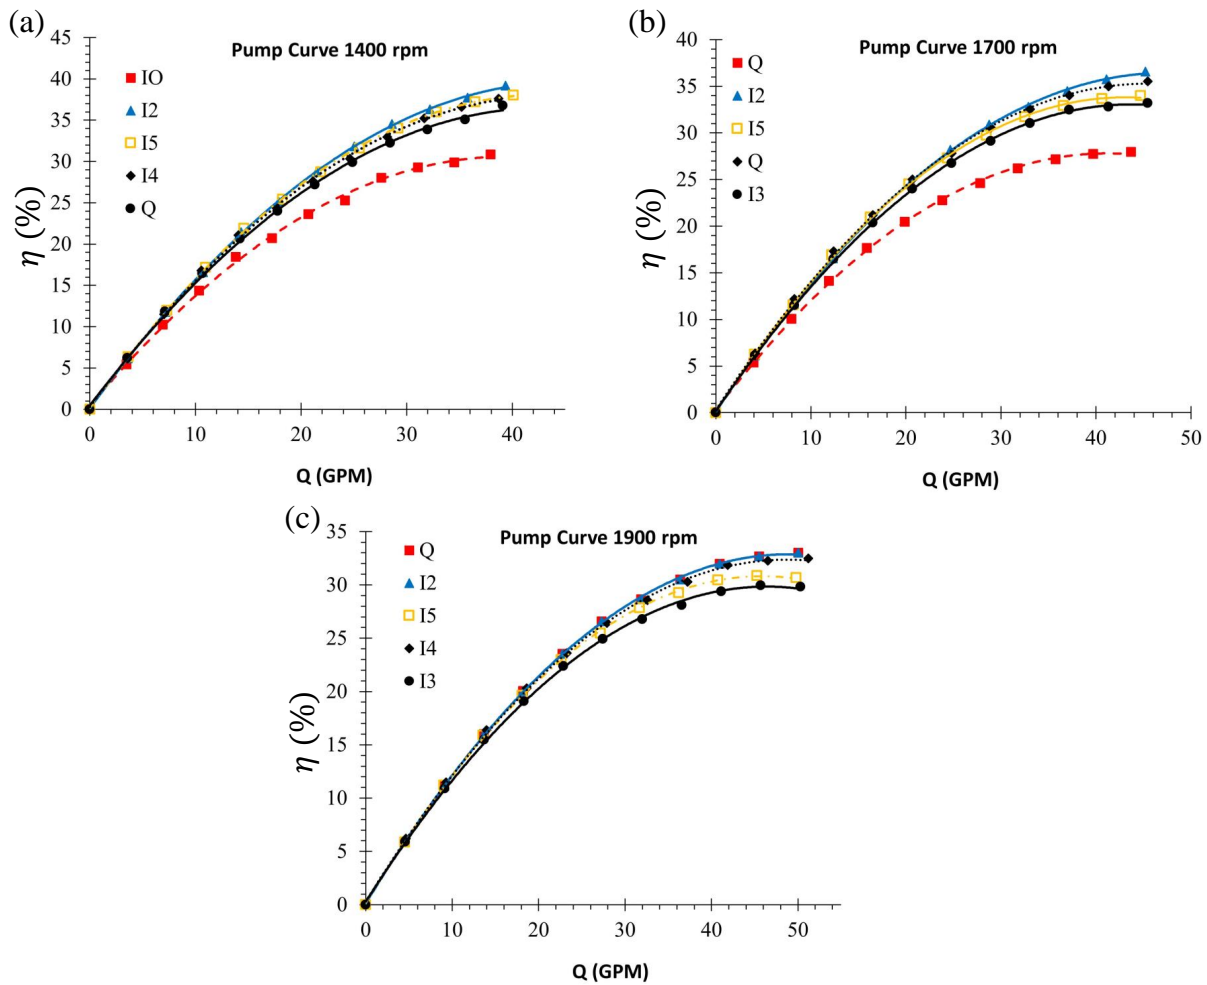 (a)
Pump Curve 1400 rpm
45
40
35
30
25
20
15
10
5
0
η (%)
IO
I2
I5
I4
Q
0 10 20 30 40
Q (GPM)
(b)
Pump Curve 1700 rpm
40
35
30
25
20
15
10
5
0
η (%)
Q
I2
I5
Q
I3
0 10 20 30 40 50
Q (GPM)
(c)
Pump Curve 1900 rpm
35
30
25
20
15
10
5
0
η (%)
Q
I2
I5
I4
I3
0 10 20 30 40 50
Q (GPM)